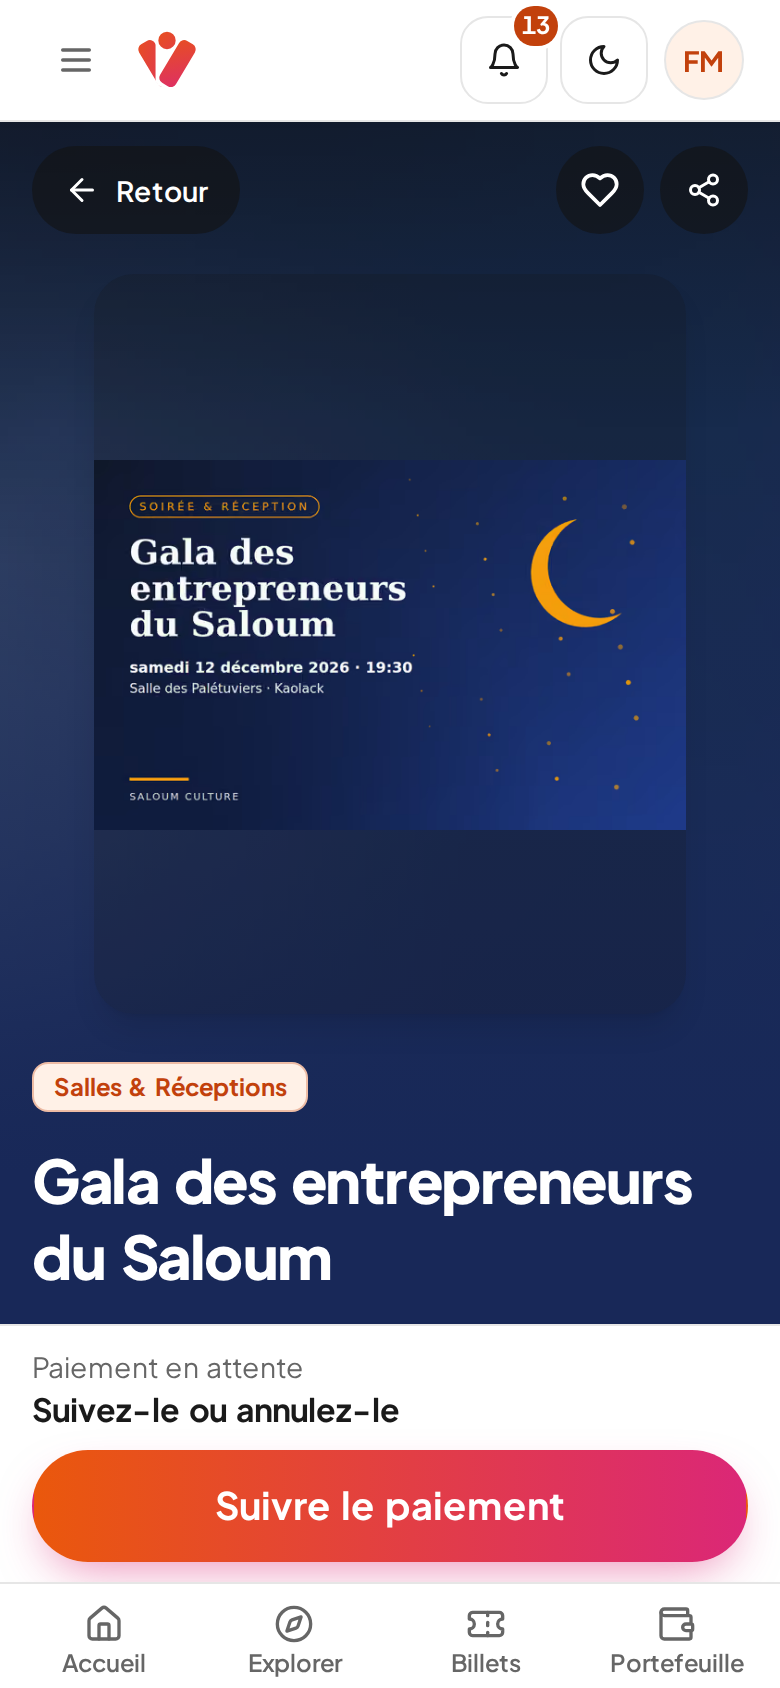 13
FM
Retour
SOIRÉE & RÉCEPTION
Gala des
entrepreneurs
du Saloum
samedi 12 décembre 2026 · 19:30
Salle des Palétuviers · Kaolack
SALOUM CULTURE
Salles & Réceptions
Gala des entrepreneurs
du Saloum
Paiement en attente
Suivez-le ou annulez-le
Suivre le paiement
Accueil
Explorer
Billets
Portefeuille